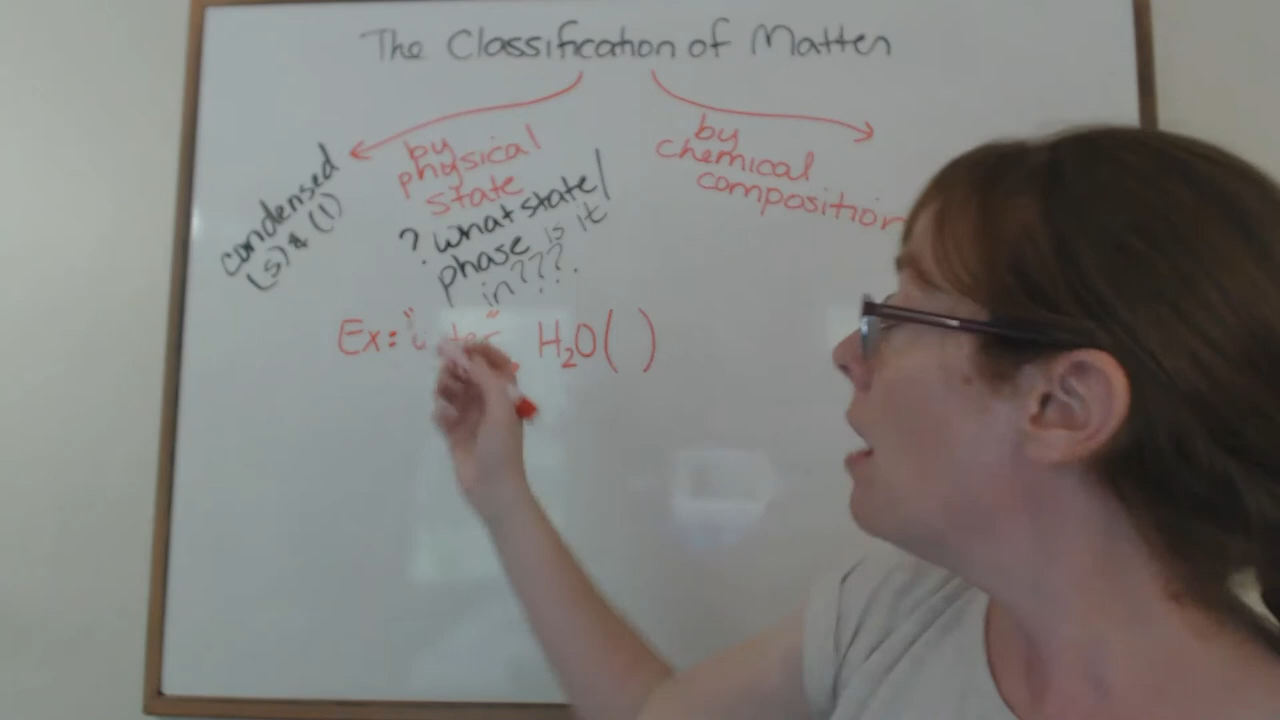 The Classification of Matter
by
physical
state
? what state/
phase is it
in???.
condensed
(s) & (l)
by
chemical
composition
Ex: " " H₂O( )